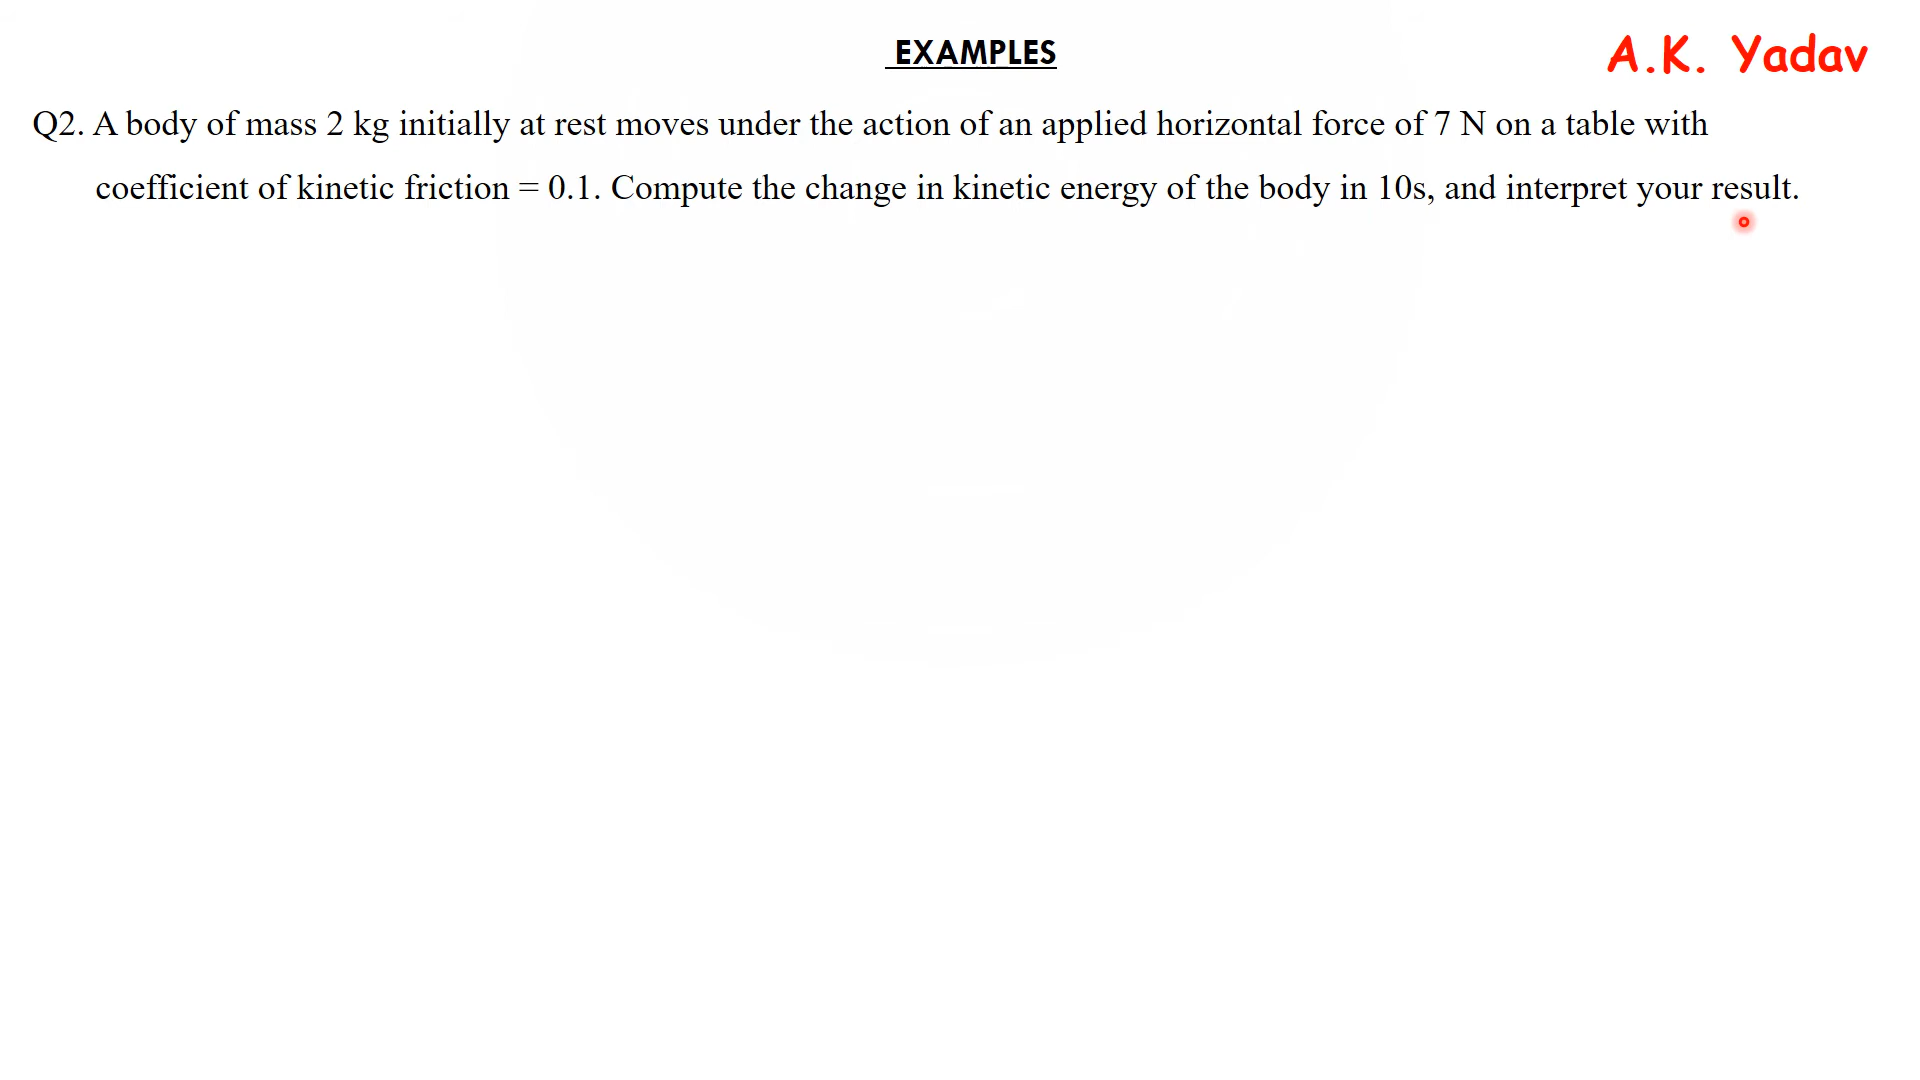 EXAMPLES
A.K. Yadav
Q2. A body of mass 2 kg initially at rest moves under the action of an applied horizontal force of 7 N on a table with
coefficient of kinetic friction = 0.1. Compute the change in kinetic energy of the body in 10s, and interpret your result.